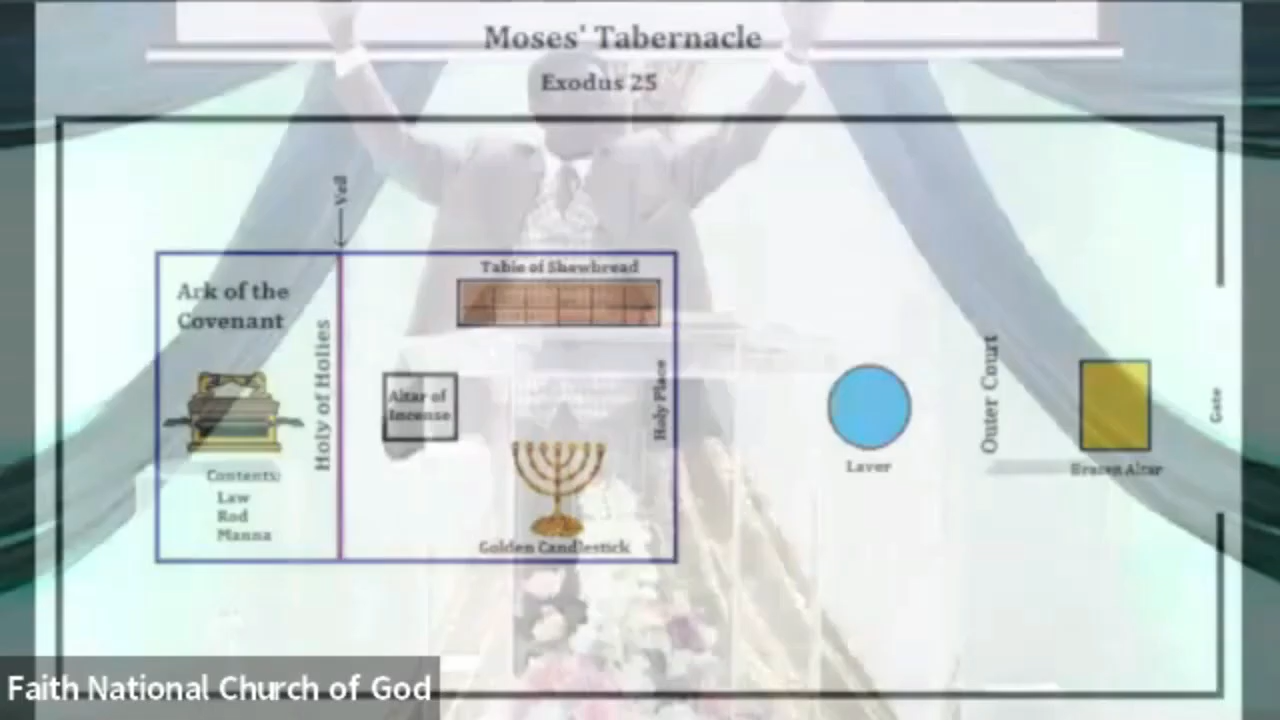 Moses' Tabernacle
Exodus 25
Veil
Table of Shewbread
Ark of the
Covenant
Holy of Holies
Altar of
Incense
Holy Place
Outer Court
Gate
Laver
Brazen Altar
Contents:
Law
Rod
Manna
Golden Candlestick
Faith National Church of God